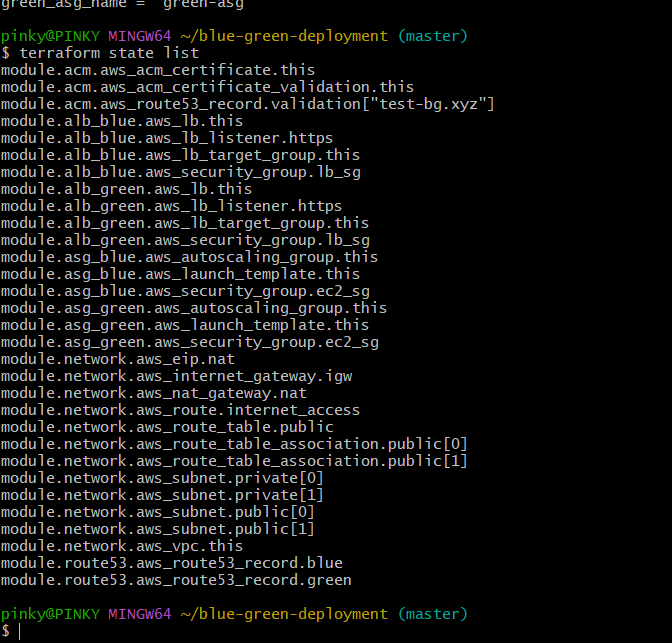 green_asg_name = "green-asg"
pinky@PINKY MINGW64 ~/blue-green-deployment (master)
$ terraform state list
module.acm.aws_acm_certificate.this
module.acm.aws_acm_certificate_validation.this
module.acm.aws_route53_record.validation["test-bg.xyz"]
module.alb_blue.aws_lb.this
module.alb_blue.aws_lb_listener.https
module.alb_blue.aws_lb_target_group.this
module.alb_blue.aws_security_group.lb_sg
module.alb_green.aws_lb.this
module.alb_green.aws_lb_listener.https
module.alb_green.aws_lb_target_group.this
module.alb_green.aws_security_group.lb_sg
module.asg_blue.aws_autoscaling_group.this
module.asg_blue.aws_launch_template.this
module.asg_blue.aws_security_group.ec2_sg
module.asg_green.aws_autoscaling_group.this
module.asg_green.aws_launch_template.this
module.asg_green.aws_security_group.ec2_sg
module.network.aws_eip.nat
module.network.aws_internet_gateway.igw
module.network.aws_nat_gateway.nat
module.network.aws_route.internet_access
module.network.aws_route_table.public
module.network.aws_route_table_association.public[0]
module.network.aws_route_table_association.public[1]
module.network.aws_subnet.private[0]
module.network.aws_subnet.private[1]
module.network.aws_subnet.public[0]
module.network.aws_subnet.public[1]
module.network.aws_vpc.this
module.route53.aws_route53_record.blue
module.route53.aws_route53_record.green
pinky@PINKY MINGW64 ~/blue-green-deployment (master)
$